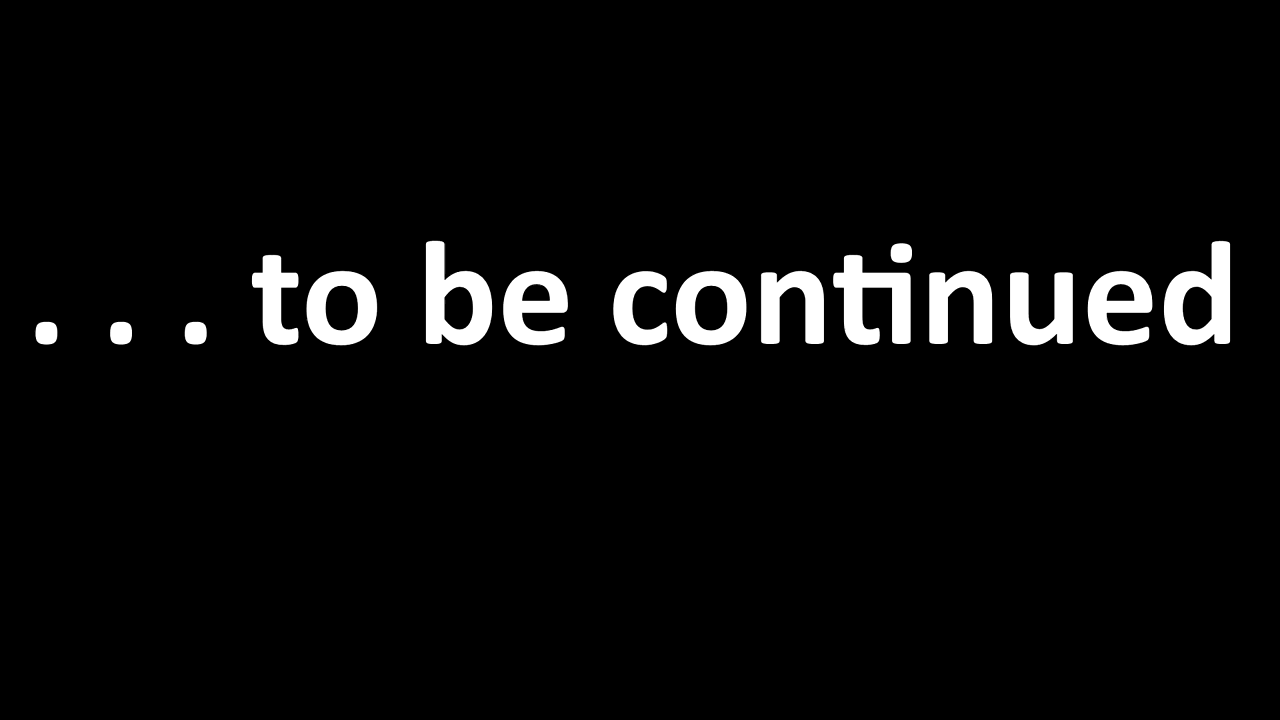 . . . to be continued